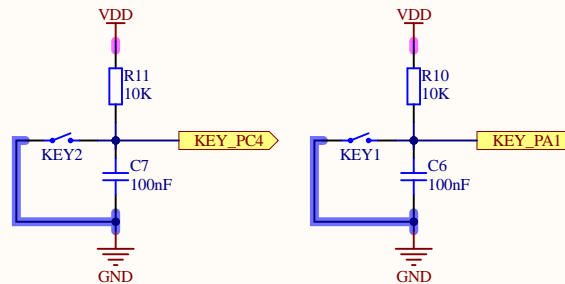 VDD
R11
10K
KEY2
KEY_PC4
C7
100nF
GND
VDD
R10
10K
KEY1
KEY_PA1
C6
100nF
GND